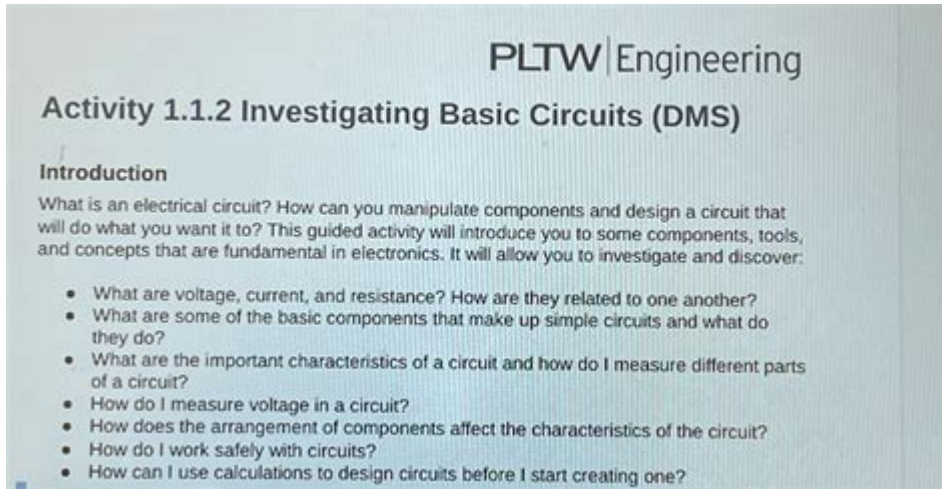 PLTW Engineering
Activity 1.1.2 Investigating Basic Circuits (DMS)
Introduction
What is an electrical circuit? How can you manipulate components and design a circuit that
will do what you want it to? This guided activity will introduce you to some components, tools,
and concepts that are fundamental in electronics. It will allow you to investigate and discover:
• What are voltage, current, and resistance? How are they related to one another?
• What are some of the basic components that make up simple circuits and what do
they do?
• What are the important characteristics of a circuit and how do I measure different parts
of a circuit?
• How do I measure voltage in a circuit?
• How does the arrangement of components affect the characteristics of the circuit?
• How do I work safely with circuits?
• How can I use calculations to design circuits before I start creating one?